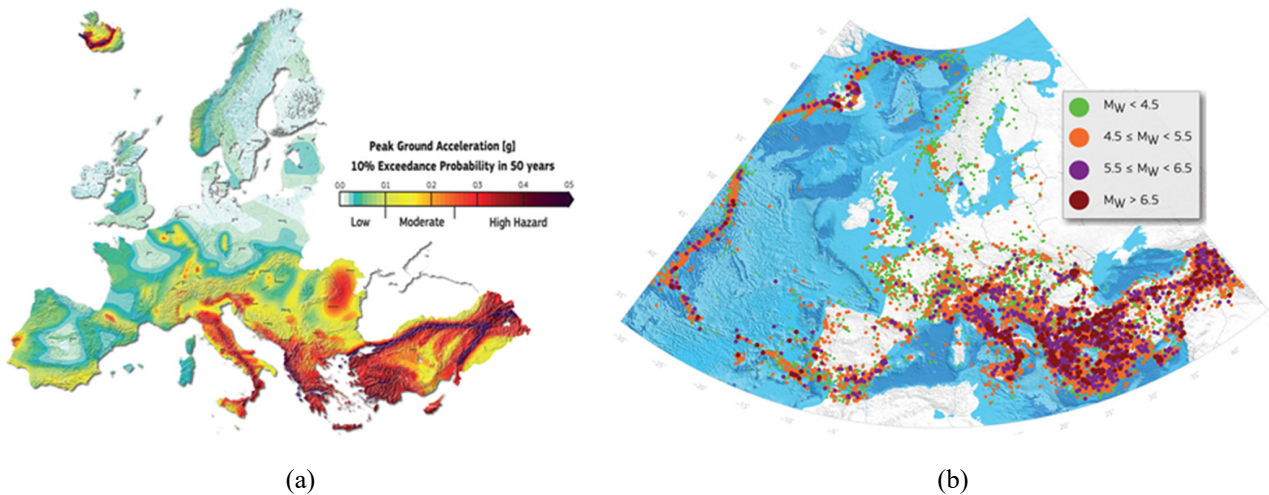 Peak Ground Acceleration [g]
10% Exceedance Probability in 50 years
0.0 0.1 0.2 0.3 0.4 0.5
Low Moderate High Hazard
M_W < 4.5
4.5 ≤ M_W < 5.5
5.5 ≤ M_W < 6.5
M_W > 6.5
(a) (b)